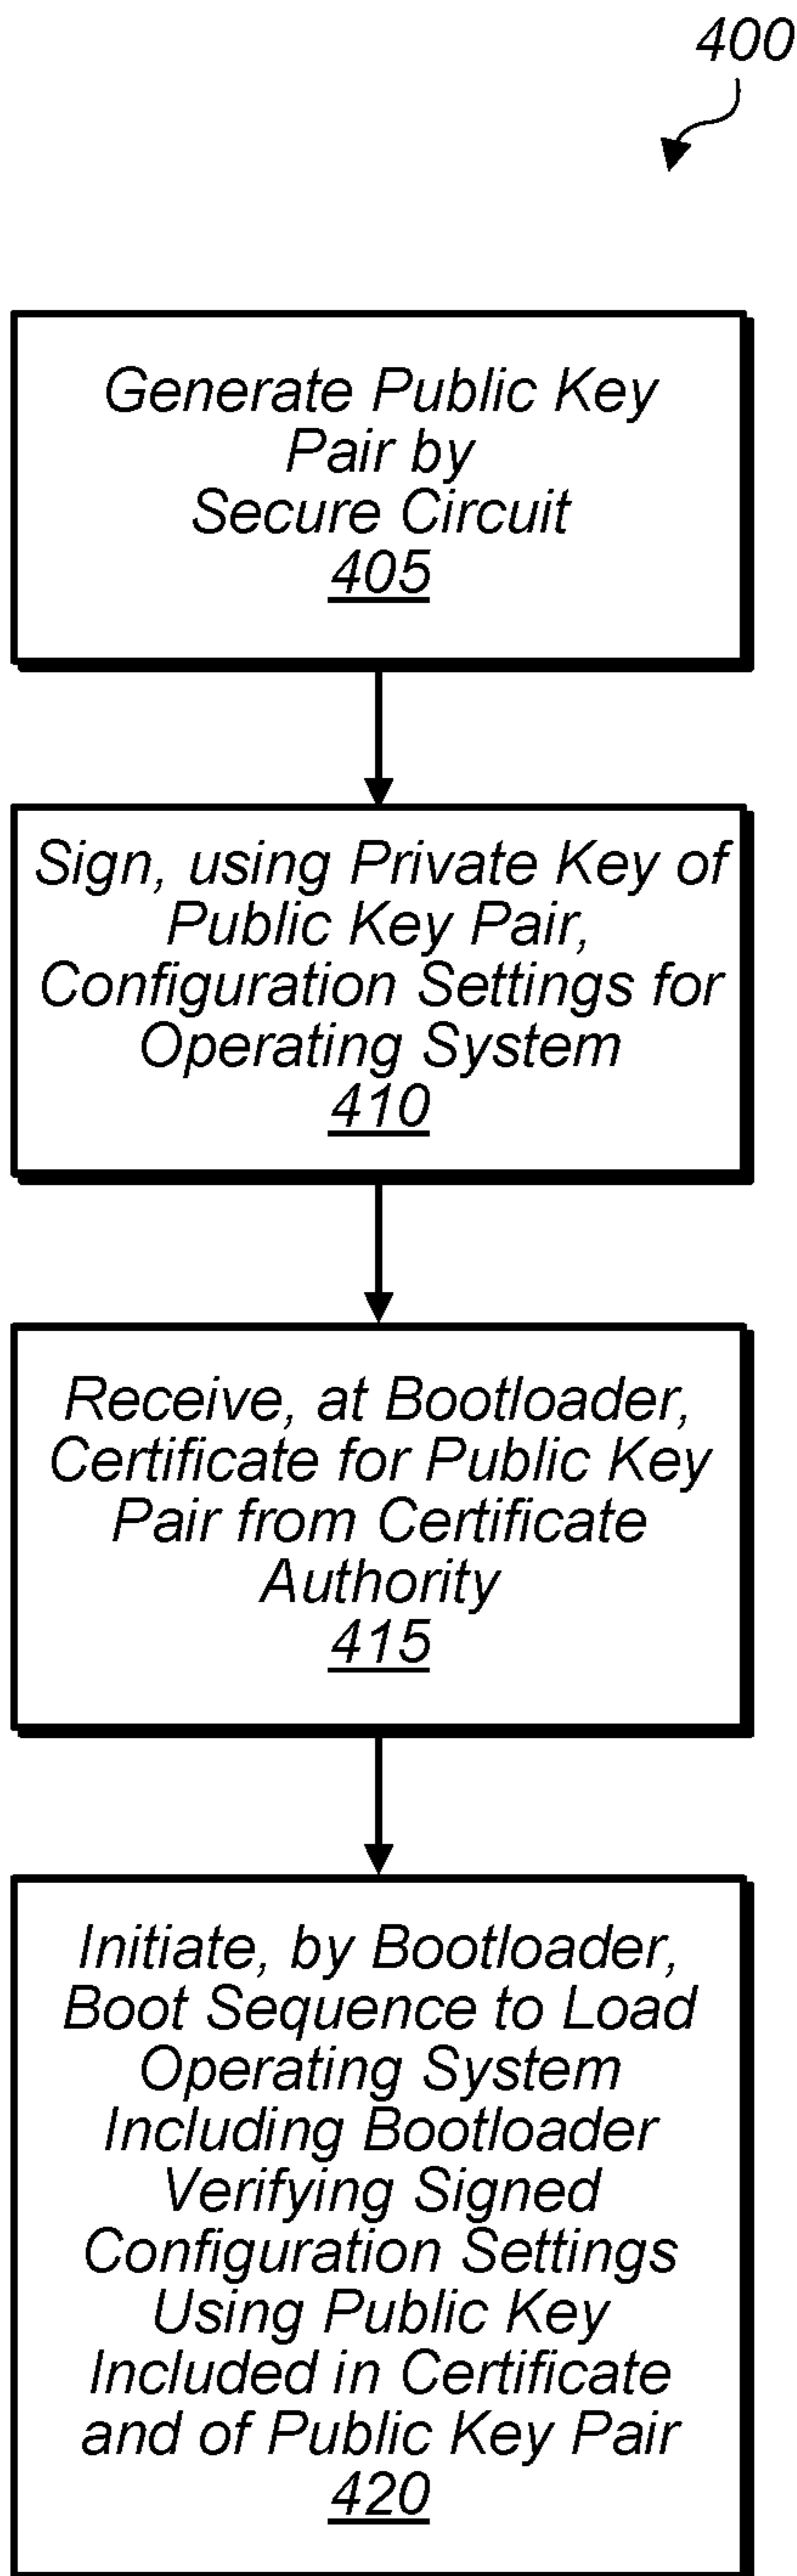 400
Generate Public Key
Pair by
Secure Circuit
405
Sign, using Private Key of
Public Key Pair,
Configuration Settings for
Operating System
410
Receive, at Bootloader,
Certificate for Public Key
Pair from Certificate
Authority
415
Initiate, by Bootloader,
Boot Sequence to Load
Operating System
Including Bootloader
Verifying Signed
Configuration Settings
Using Public Key
Included in Certificate
and of Public Key Pair
420